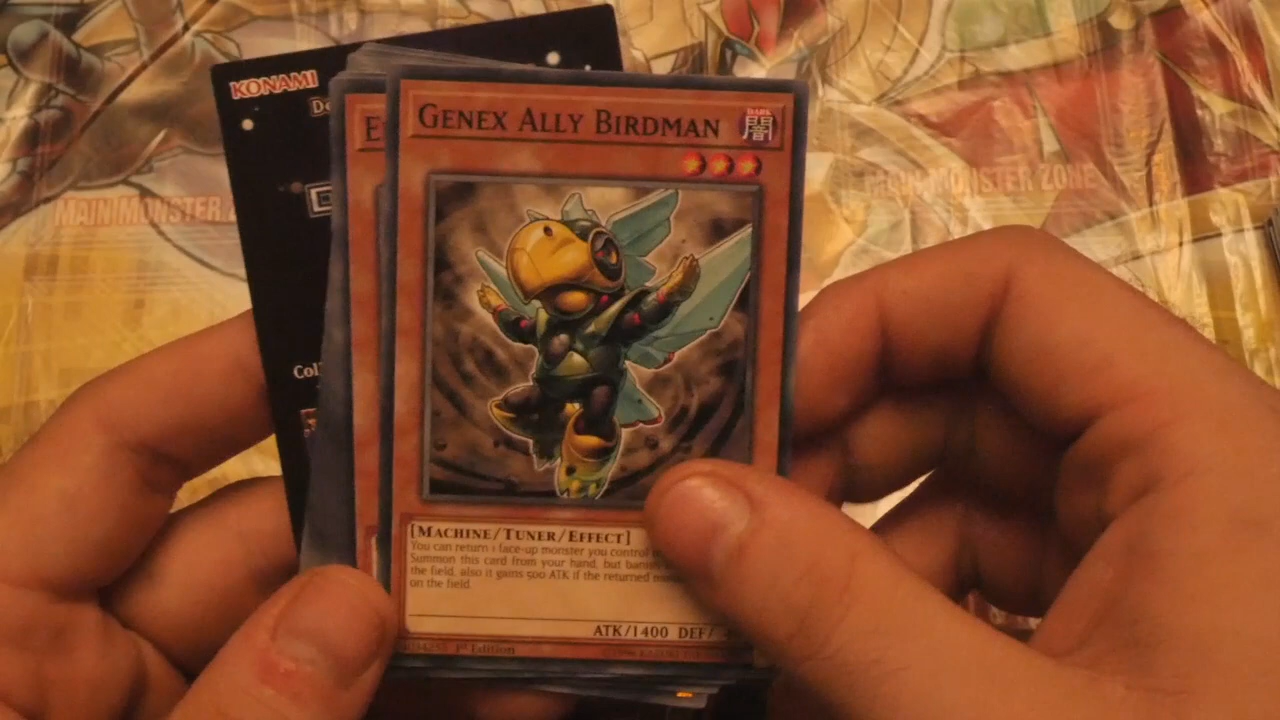 KONAMI
MAIN MONSTER
MAIN MONSTER ZONE
GENEX ALLY BIRDMAN
DARK
闇
[MACHINE/TUNER/EFFECT]
You can return 1 face-up monster you control
Summon this card from your hand, but banish
the field, also it gains 500 ATK if the returned
on the field.
ATK/1400 DEF/
1st Edition